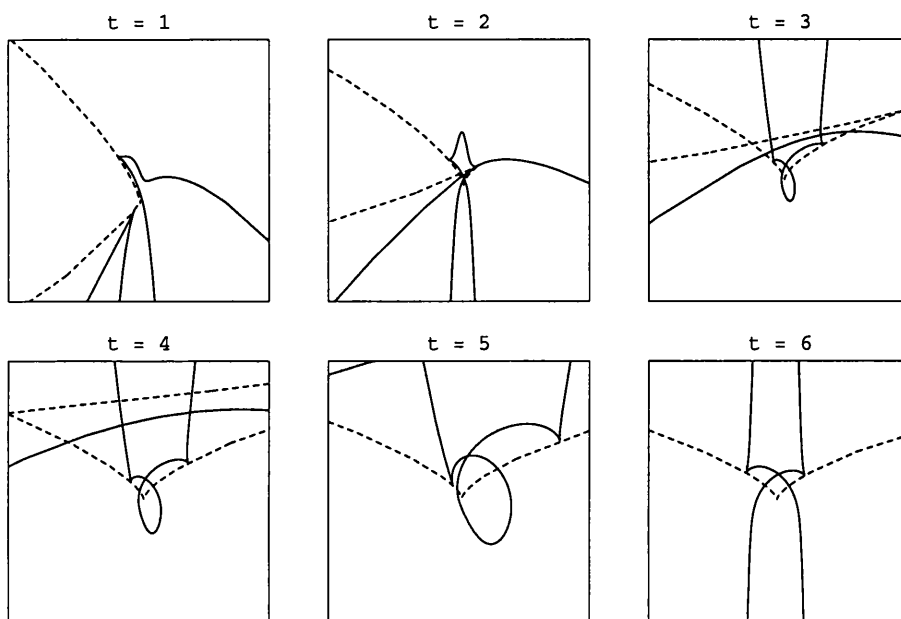 t = 1
t = 2
t = 3
t = 4
t = 5
t = 6